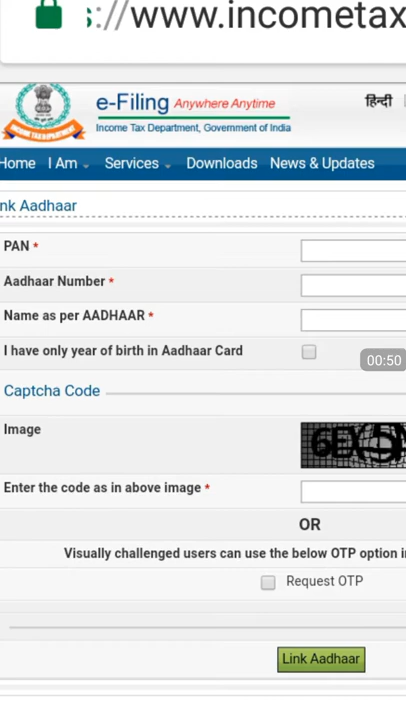 ://www.incometax
e-Filing Anywhere Anytime
Income Tax Department, Government of India
हिन्दी
Home I Am Services Downloads News & Updates
nk Aadhaar
PAN *
Aadhaar Number *
Name as per AADHAAR *
I have only year of birth in Aadhaar Card
00:50
Captcha Code
Image
Enter the code as in above image *
OR
Visually challenged users can use the below OTP option i
Request OTP
Link Aadhaar